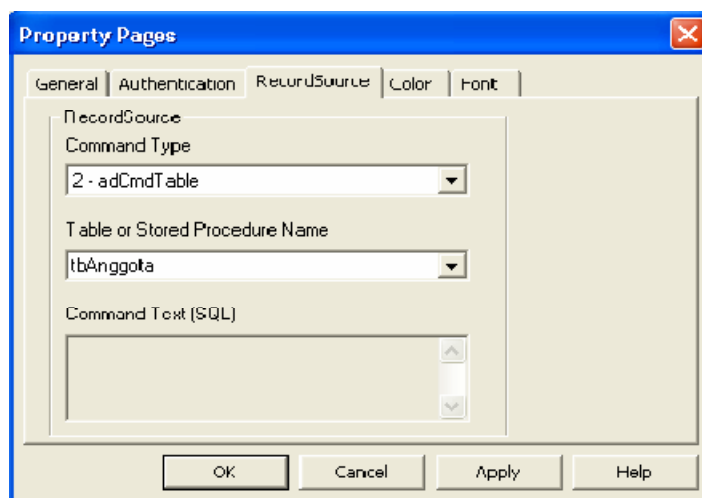 Property Pages
General Authentication RecordSource Color Font
RecordSource
Command Type
2 - adCmdTable
Table or Stored Procedure Name
tbAnggota
Command Text (SQL)
OK Cancel Apply Help